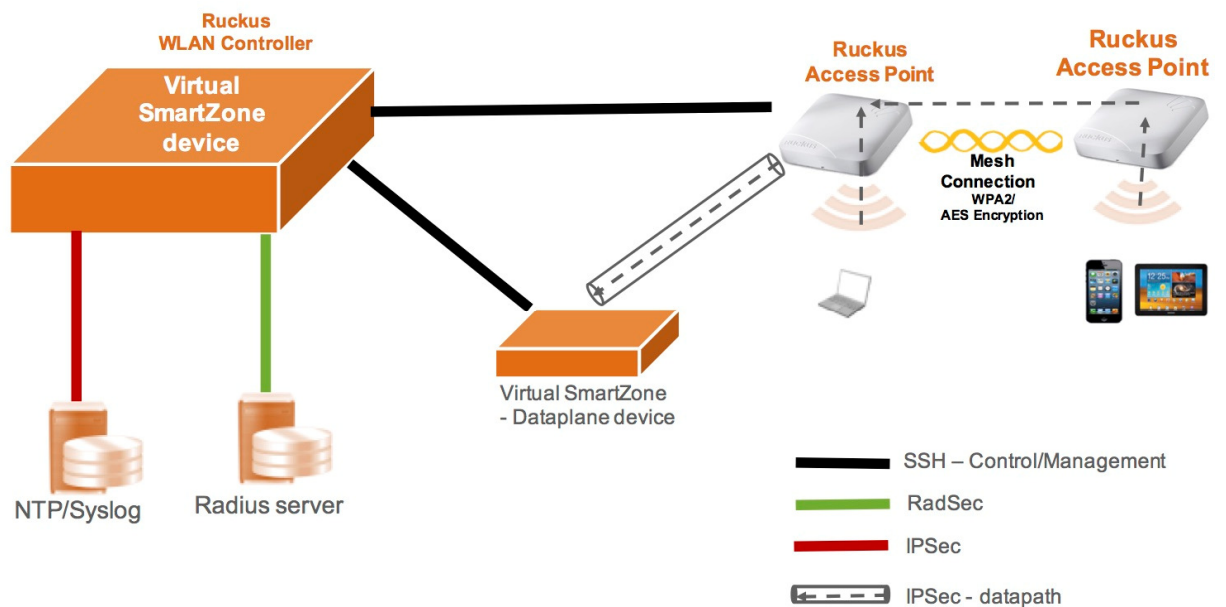 Ruckus
WLAN Controller
Virtual
SmartZone
device
Ruckus
Access Point
Ruckus
Access Point
Mesh
Connection
WPA2/
AES Encryption
Virtual SmartZone
- Dataplane device
NTP/Syslog
Radius server
SSH – Control/Management
RadSec
IPSec
IPSec - datapath